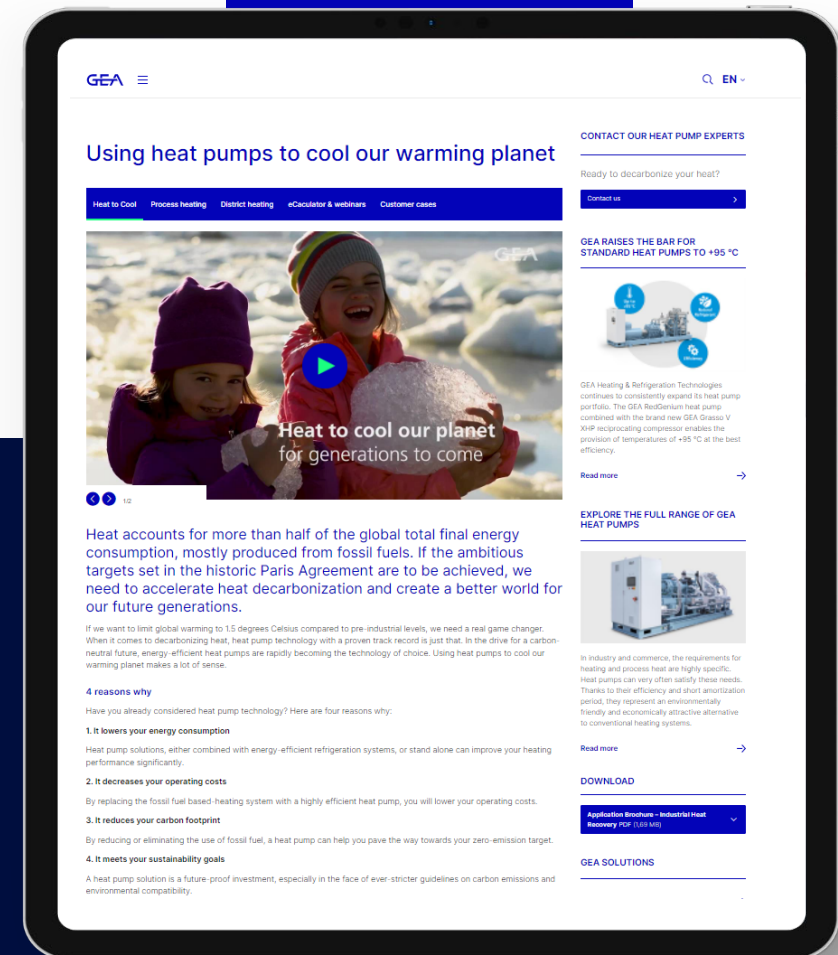 GEA
EN
Using heat pumps to cool our warming planet
Heat to Cool Process heating District heating eCaculator & webinars Customer cases
GEA
Heat to cool our planet
for generations to come
1/2
Heat accounts for more than half of the global total final energy
consumption, mostly produced from fossil fuels. If the ambitious
targets set in the historic Paris Agreement are to be achieved, we
need to accelerate heat decarbonization and create a better world for
our future generations.
If we want to limit global warming to 1.5 degrees Celsius compared to pre-industrial levels, we need a real game changer.
When it comes to decarbonizing heat, heat pump technology with a proven track record is just that. In the drive for a carbon-
neutral future, energy-efficient heat pumps are rapidly becoming the technology of choice. Using heat pumps to cool our
warming planet makes a lot of sense.
4 reasons why
Have you already considered heat pump technology? Here are four reasons why:
1. It lowers your energy consumption
Heat pump solutions, either combined with energy-efficient refrigeration systems, or stand alone can improve your heating
performance significantly.
2. It decreases your operating costs
By replacing the fossil fuel based-heating system with a highly efficient heat pump, you will lower your operating costs.
3. It reduces your carbon footprint
By reducing or eliminating the use of fossil fuel, a heat pump can help you pave the way towards your zero-emission target.
4. It meets your sustainability goals
A heat pump solution is a future-proof investment, especially in the face of ever-stricter guidelines on carbon emissions and
environmental compatibility.
CONTACT OUR HEAT PUMP EXPERTS
Ready to decarbonize your heat?
Contact us
GEA RAISES THE BAR FOR
STANDARD HEAT PUMPS TO +95 °C
Efficiency
GEA Heating & Refrigeration Technologies
continues to consistently expand its heat pump
portfolio. The GEA RedGenium heat pump
combined with the brand new GEA Grasso V
XHP reciprocating compressor enables the
provision of temperatures of +95 °C at the best
efficiency.
Read more
EXPLORE THE FULL RANGE OF GEA
HEAT PUMPS
In industry and commerce, the requirements for
heating and process heat are highly specific.
Heat pumps can very often satisfy these needs.
Thanks to their efficiency and short amortization
period, they represent an environmentally
friendly and economically attractive alternative
to conventional heating systems.
Read more
DOWNLOAD
Application Brochure – Industrial Heat
Recovery PDF (1,69 MB)
GEA SOLUTIONS